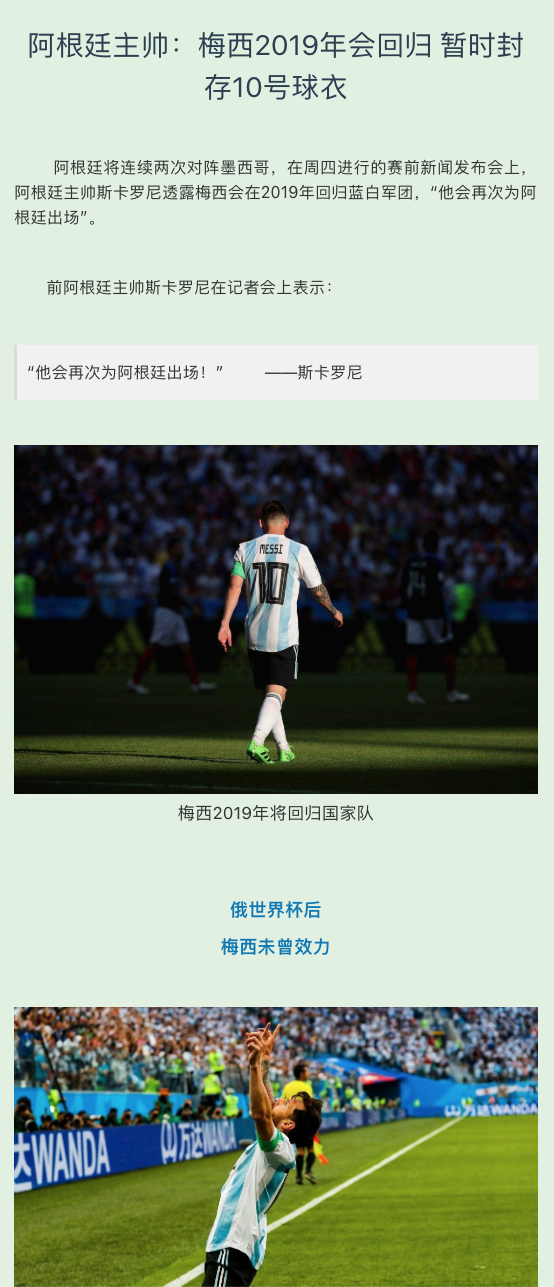 阿根廷主帅：梅西2019年会回归 暂时封
存10号球衣
阿根廷将连续两次对阵墨西哥，在周四进行的赛前新闻发布会上，
阿根廷主帅斯卡罗尼透露梅西会在2019年回归蓝白军团，“他会再次为阿
根廷出场”。
前阿根廷主帅斯卡罗尼在记者会上表示：
“他会再次为阿根廷出场！” ——斯卡罗尼
MESSI
10
14
梅西2019年将回归国家队
俄世界杯后
梅西未曾效力
万达WANDA
达WANDA
万达WANDA